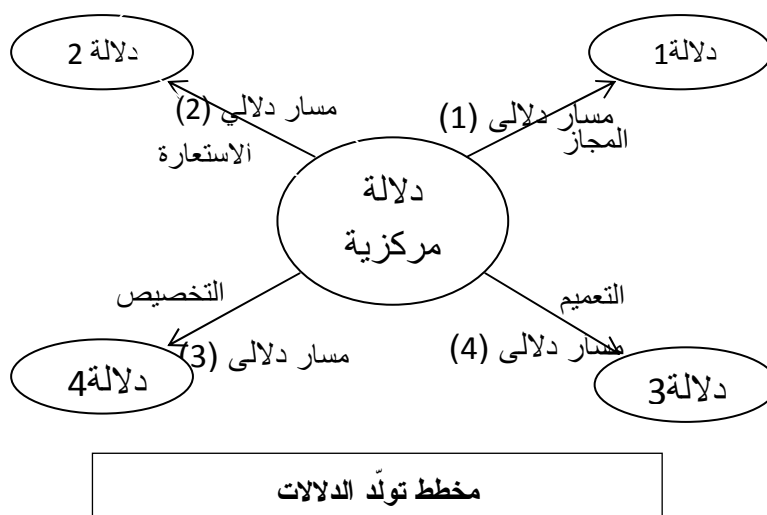 دلالة1
دلالة 2
مسار دلالى (1)
المجاز
مسار دلالي (2)
الاستعارة
دلالة
مركزية
التعميم
مسار دلالى (4)
التخصيص
مسار دلالى (3)
دلالة3
دلالة4
مخطط تولّد الدلالات